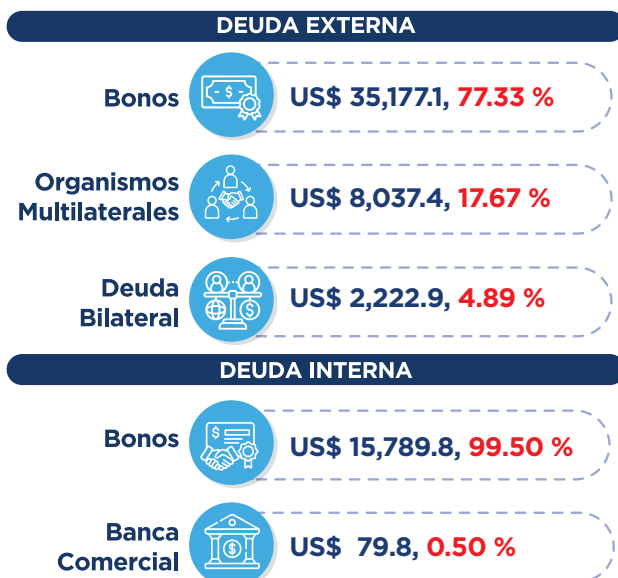 DEUDA EXTERNA
Bonos
US$ 35,177.1, 77.33 %
Organismos
Multilaterales
US$ 8,037.4, 17.67 %
Deuda
Bilateral
US$ 2,222.9, 4.89 %
DEUDA INTERNA
Bonos
US$ 15,789.8, 99.50 %
Banca
Comercial
US$ 79.8, 0.50 %